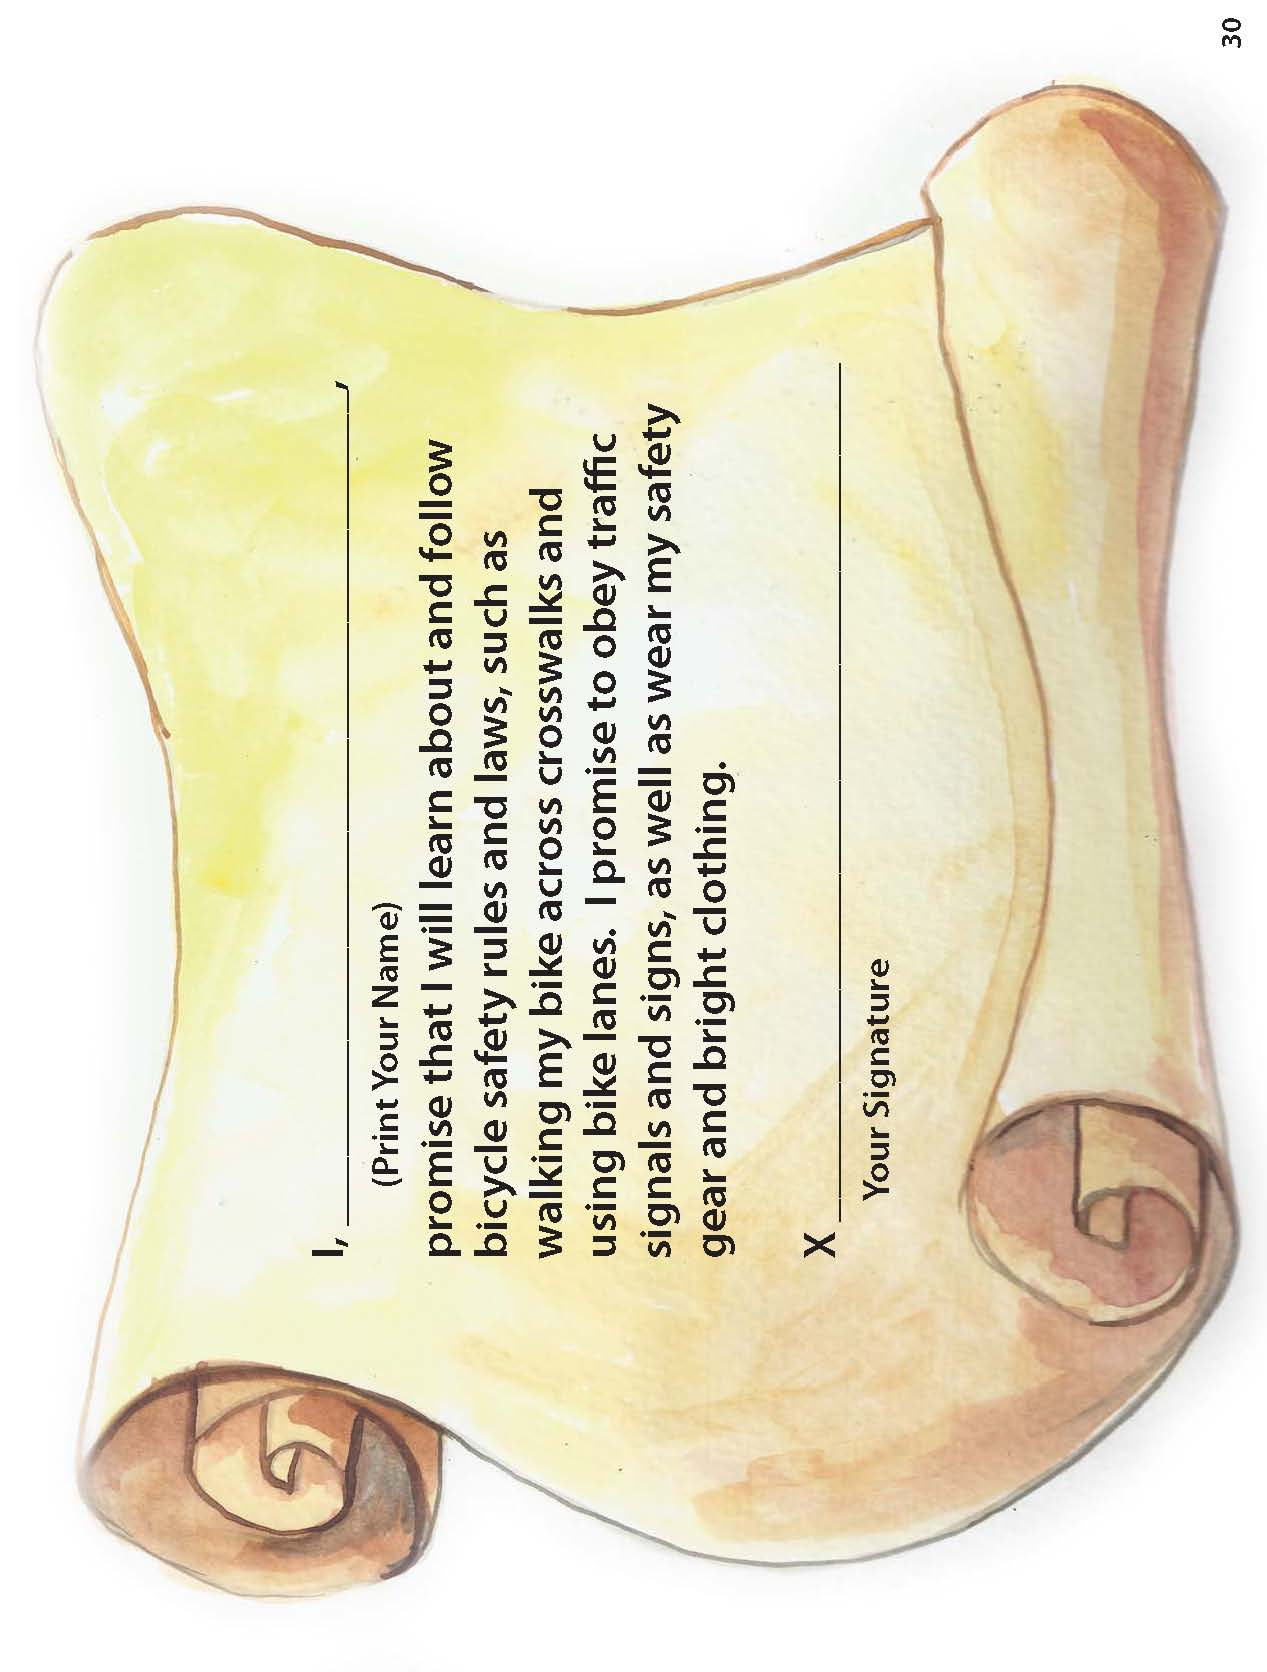 I, ,
(Print Your Name)
promise that I will learn about and follow
bicycle safety rules and laws, such as
walking my bike across crosswalks and
using bike lanes. I promise to obey traffic
signals and signs, as well as wear my safety
gear and bright clothing.
X
Your Signature
30